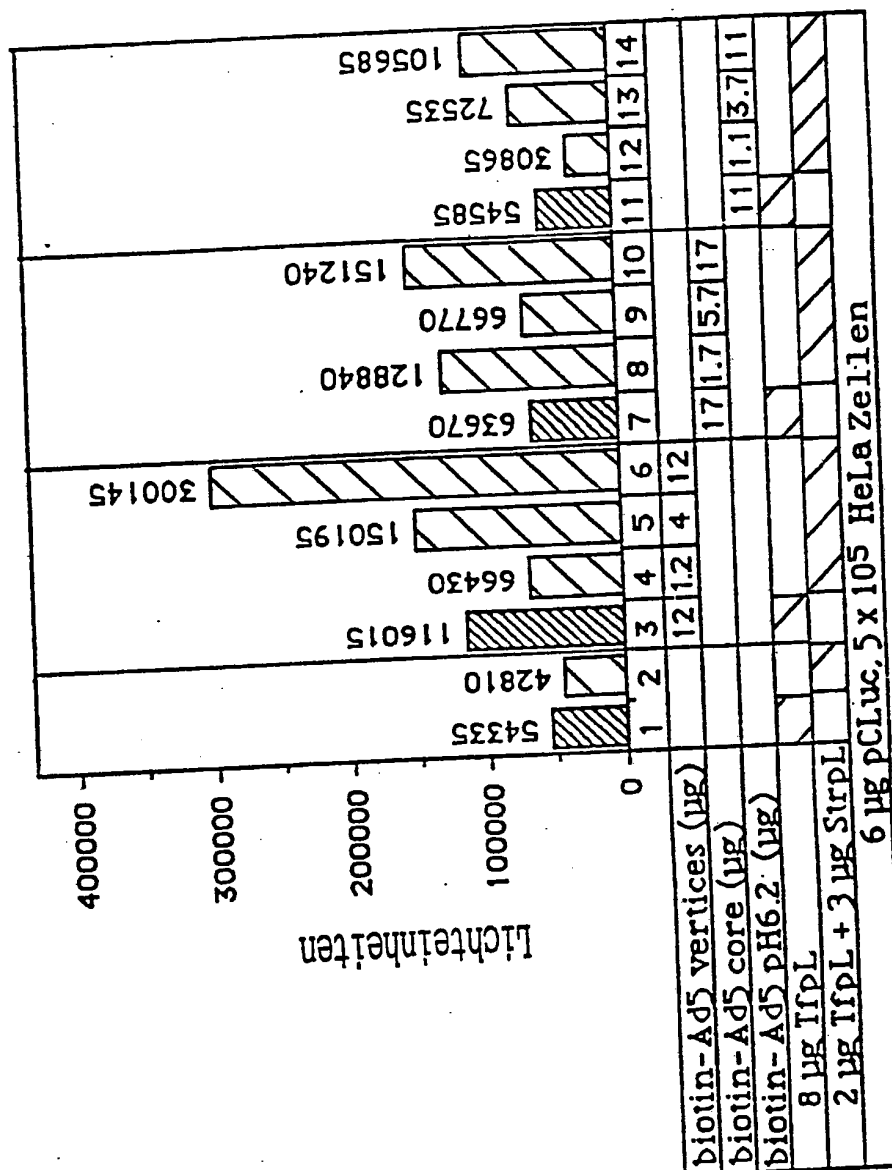 Lichteinheiten
400000
300000
200000
100000
0
54335
42810
116015
66430
150195
300145
63670
128840
66770
151240
54585
30865
72535
105685
1 2 3 4 5 6 7 8 9 10 11 12 13 14
biotin-Ad5 vertices (µg) 12 1.2 4 12
biotin-Ad5 core (µg) 17 1.7 5.7 17
biotin-Ad5 pH6.2 (µg) 11 1.1 3.7 11
8 µg TfpL
2 µg TfpL + 3 µg StrpL
6 µg pCLuc, 5 x 10⁵ HeLa Zellen